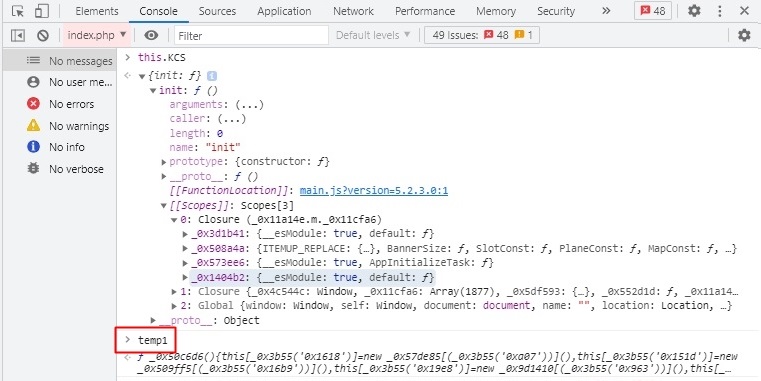 Elements Console Sources Application Network Performance Memory » 48
index.php Filter Default levels 49 Issues: 48 1
No messages
No user me...
No errors
No warnings
No info
No verbose
this.KCS
{init: ƒ}
init: ƒ ()
arguments: (...)
caller: (...)
length: 0
name: "init"
prototype: {constructor: ƒ}
__proto__: ƒ ()
[[FunctionLocation]]: main.js?version=5.2.3.0:1
[[Scopes]]: Scopes[3]
0: Closure (_0x11a14e.m._0x11cfa6)
_0x3d1b41: {__esModule: true, default: ƒ}
_0x508a4a: {ITEMUP_REPLACE: {…}, BannerSize: ƒ, SlotConst: ƒ, PlaneConst: ƒ, MapConst: ƒ, …}
_0x573ee6: {__esModule: true, AppInitializeTask: ƒ}
_0x1404b2: {__esModule: true, default: ƒ}
1: Closure {_0x4c544c: Window, _0x11cfa6: Array(1877), _0x5df593: {…}, _0x552d1d: ƒ, _0x11a14…
2: Global {window: Window, self: Window, document: document, name: "", location: Location, …}
__proto__: Object
temp1
ƒ _0x50c6d6(){this[_0x3b55('0x1618')]=new _0x57de85[(_0x3b55('0xa07'))](),this[_0x3b55('0x151d')]=new
_0x509ff5[(_0x3b55('0x16b9'))](),this[_0x3b55('0x19e8')]=new _0x9d1410[(_0x3b55('0x963'))](),this[_…